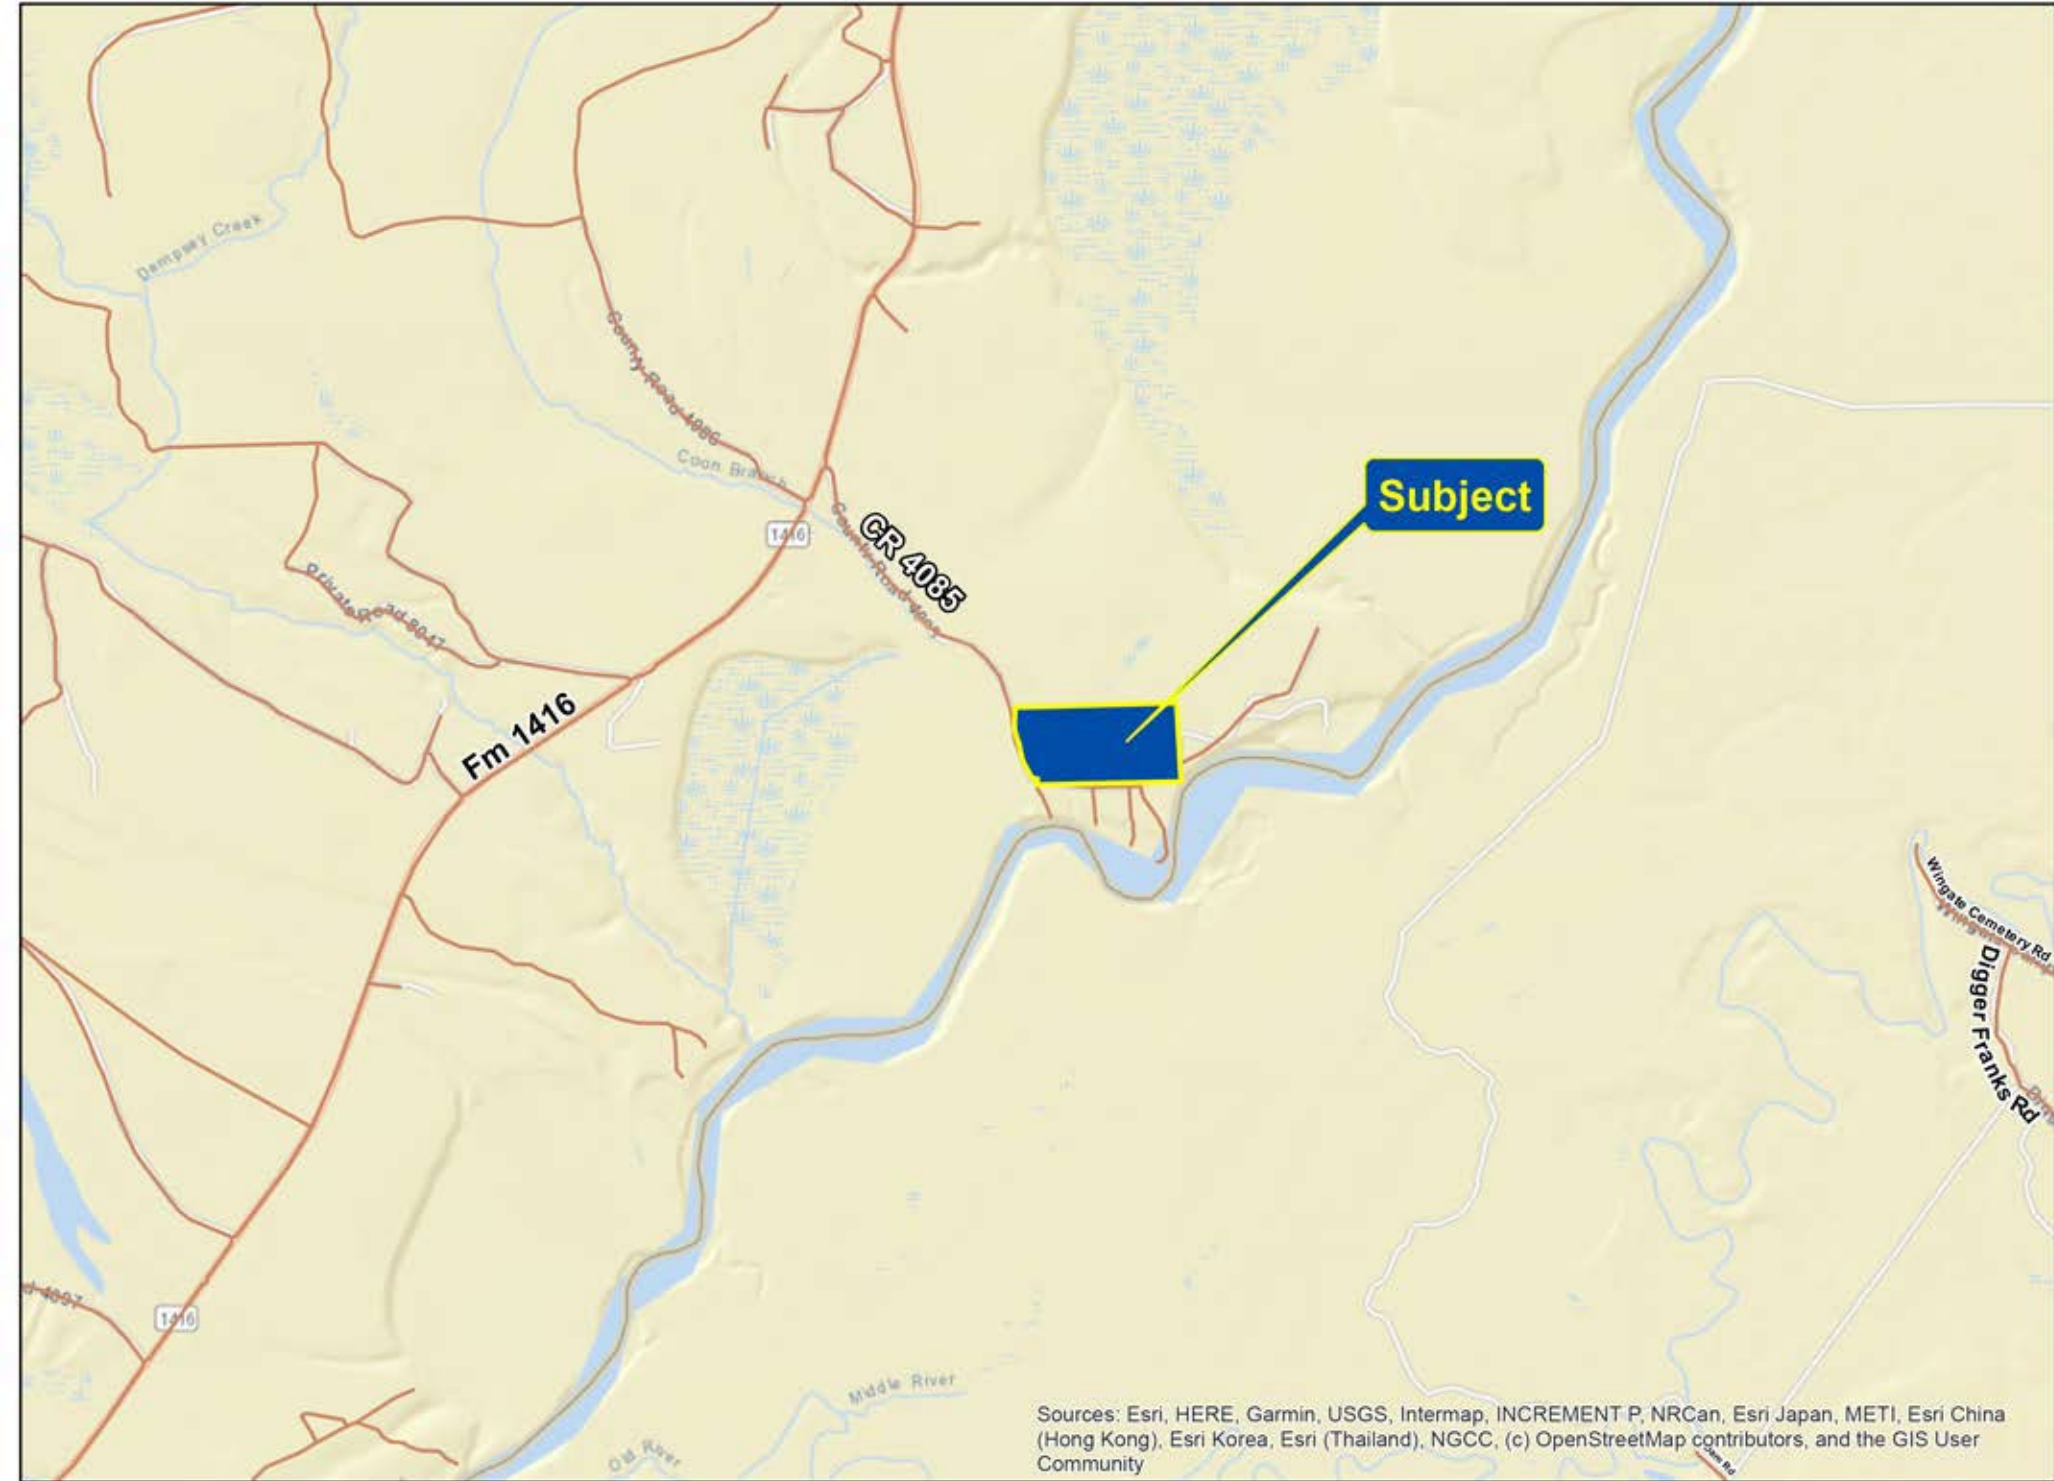 Dempsey Creek
County Road 4086
Coon Branch
Subject
1416
CR 4085
County Road
Private Road 8047
Fm 1416
Wingate Cemetery Rd
Digger Franks Rd
d 4097
1416
Middle River
Old River
Sources: Esri, HERE, Garmin, USGS, Intermap, INCREMENT P, NRCan, Esri Japan, METI, Esri China
(Hong Kong), Esri Korea, Esri (Thailand), NGCC, (c) OpenStreetMap contributors, and the GIS User
Community